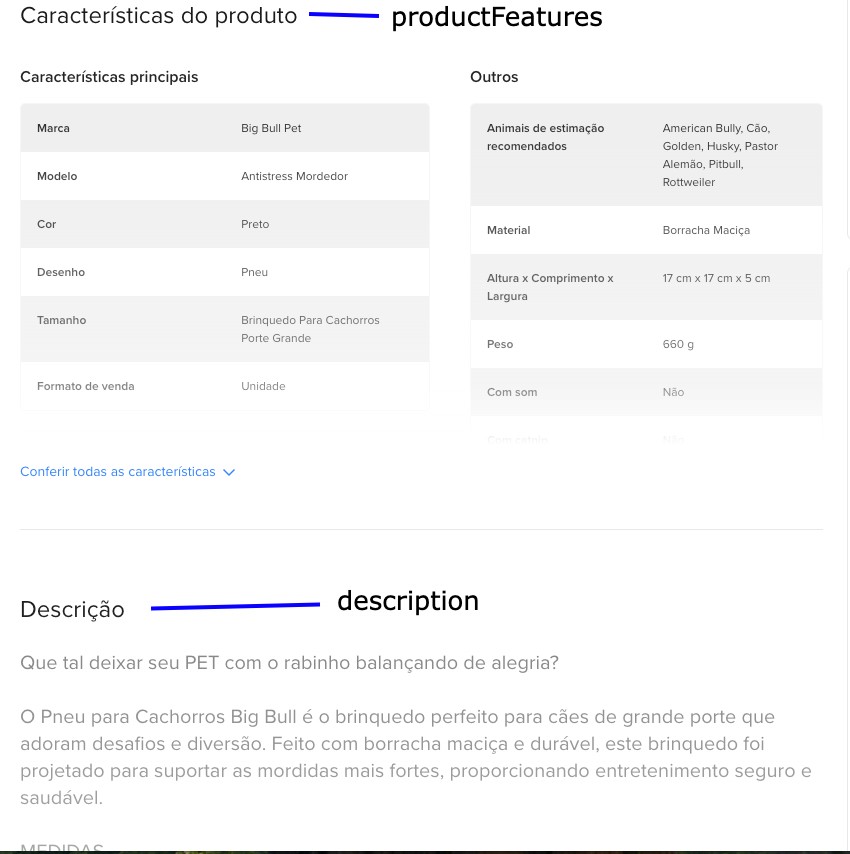 Características do produto
productFeatures
Características principais
Marca Big Bull Pet
Modelo Antistress Mordedor
Cor Preto
Desenho Pneu
Tamanho Brinquedo Para Cachorros
Porte Grande
Formato de venda Unidade
Outros
Animais de estimação American Bully, Cão,
recomendados Golden, Husky, Pastor
Alemão, Pitbull,
Rottweiler
Material Borracha Maciça
Altura x Comprimento x 17 cm x 17 cm x 5 cm
Largura
Peso 660 g
Com som Não
Conferir todas as características
Descrição
description
Que tal deixar seu PET com o rabinho balançando de alegria?
O Pneu para Cachorros Big Bull é o brinquedo perfeito para cães de grande porte que
adoram desafios e diversão. Feito com borracha maciça e durável, este brinquedo foi
projetado para suportar as mordidas mais fortes, proporcionando entretenimento seguro e
saudável.
MEDIDAS